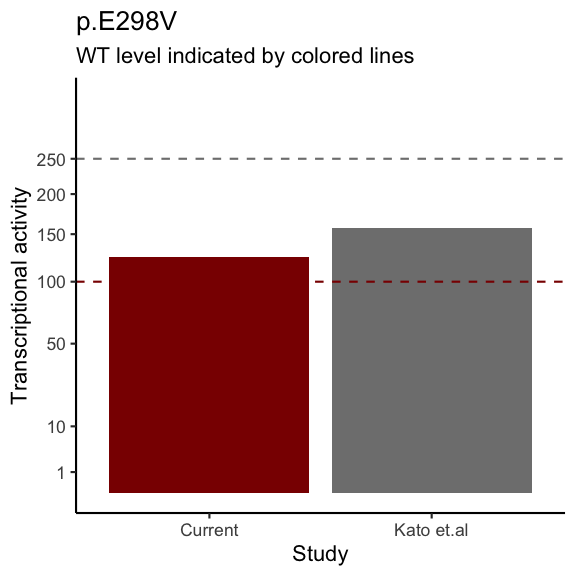 p.E298V
WT level indicated by colored lines
Transcriptional activity
250
200
150
100
50
10
1
Current
Kato et.al
Study